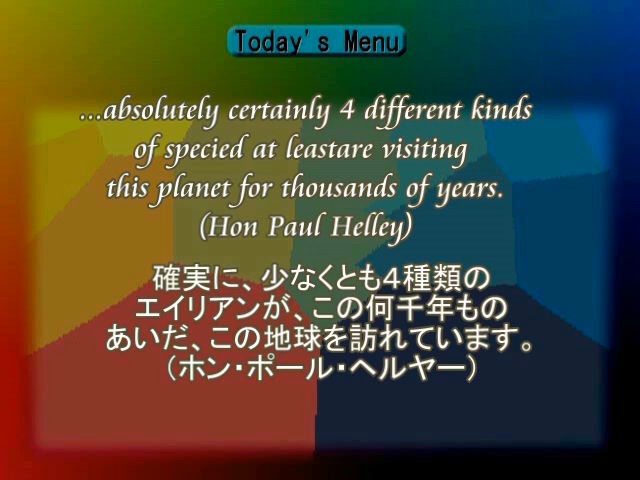 Today's Menu
...absolutely certainly 4 different kinds
of specied at leastare visiting
this planet for thousands of years.
(Hon Paul Helley)
確実に、少なくとも4種類の
エイリアンが、この何千年もの
あいだ、この地球を訪れています。
(ホン・ポール・ヘルヤー)